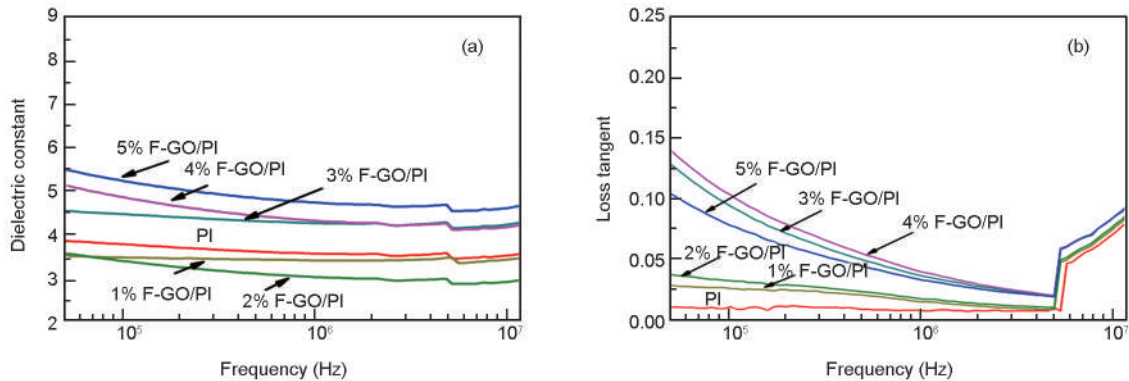 9
8
7
6
5
4
3
2
Dielectric constant
(a)
5% F-GO/PI
4% F-GO/PI
3% F-GO/PI
PI
1% F-GO/PI
2% F-GO/PI
10⁵
10⁶
10⁷
Frequency (Hz)
0.25
0.20
0.15
0.10
0.05
0.00
Loss tangent
(b)
5% F-GO/PI
3% F-GO/PI
4% F-GO/PI
2% F-GO/PI
1% F-GO/PI
PI
10⁵
10⁶
10⁷
Frequency (Hz)